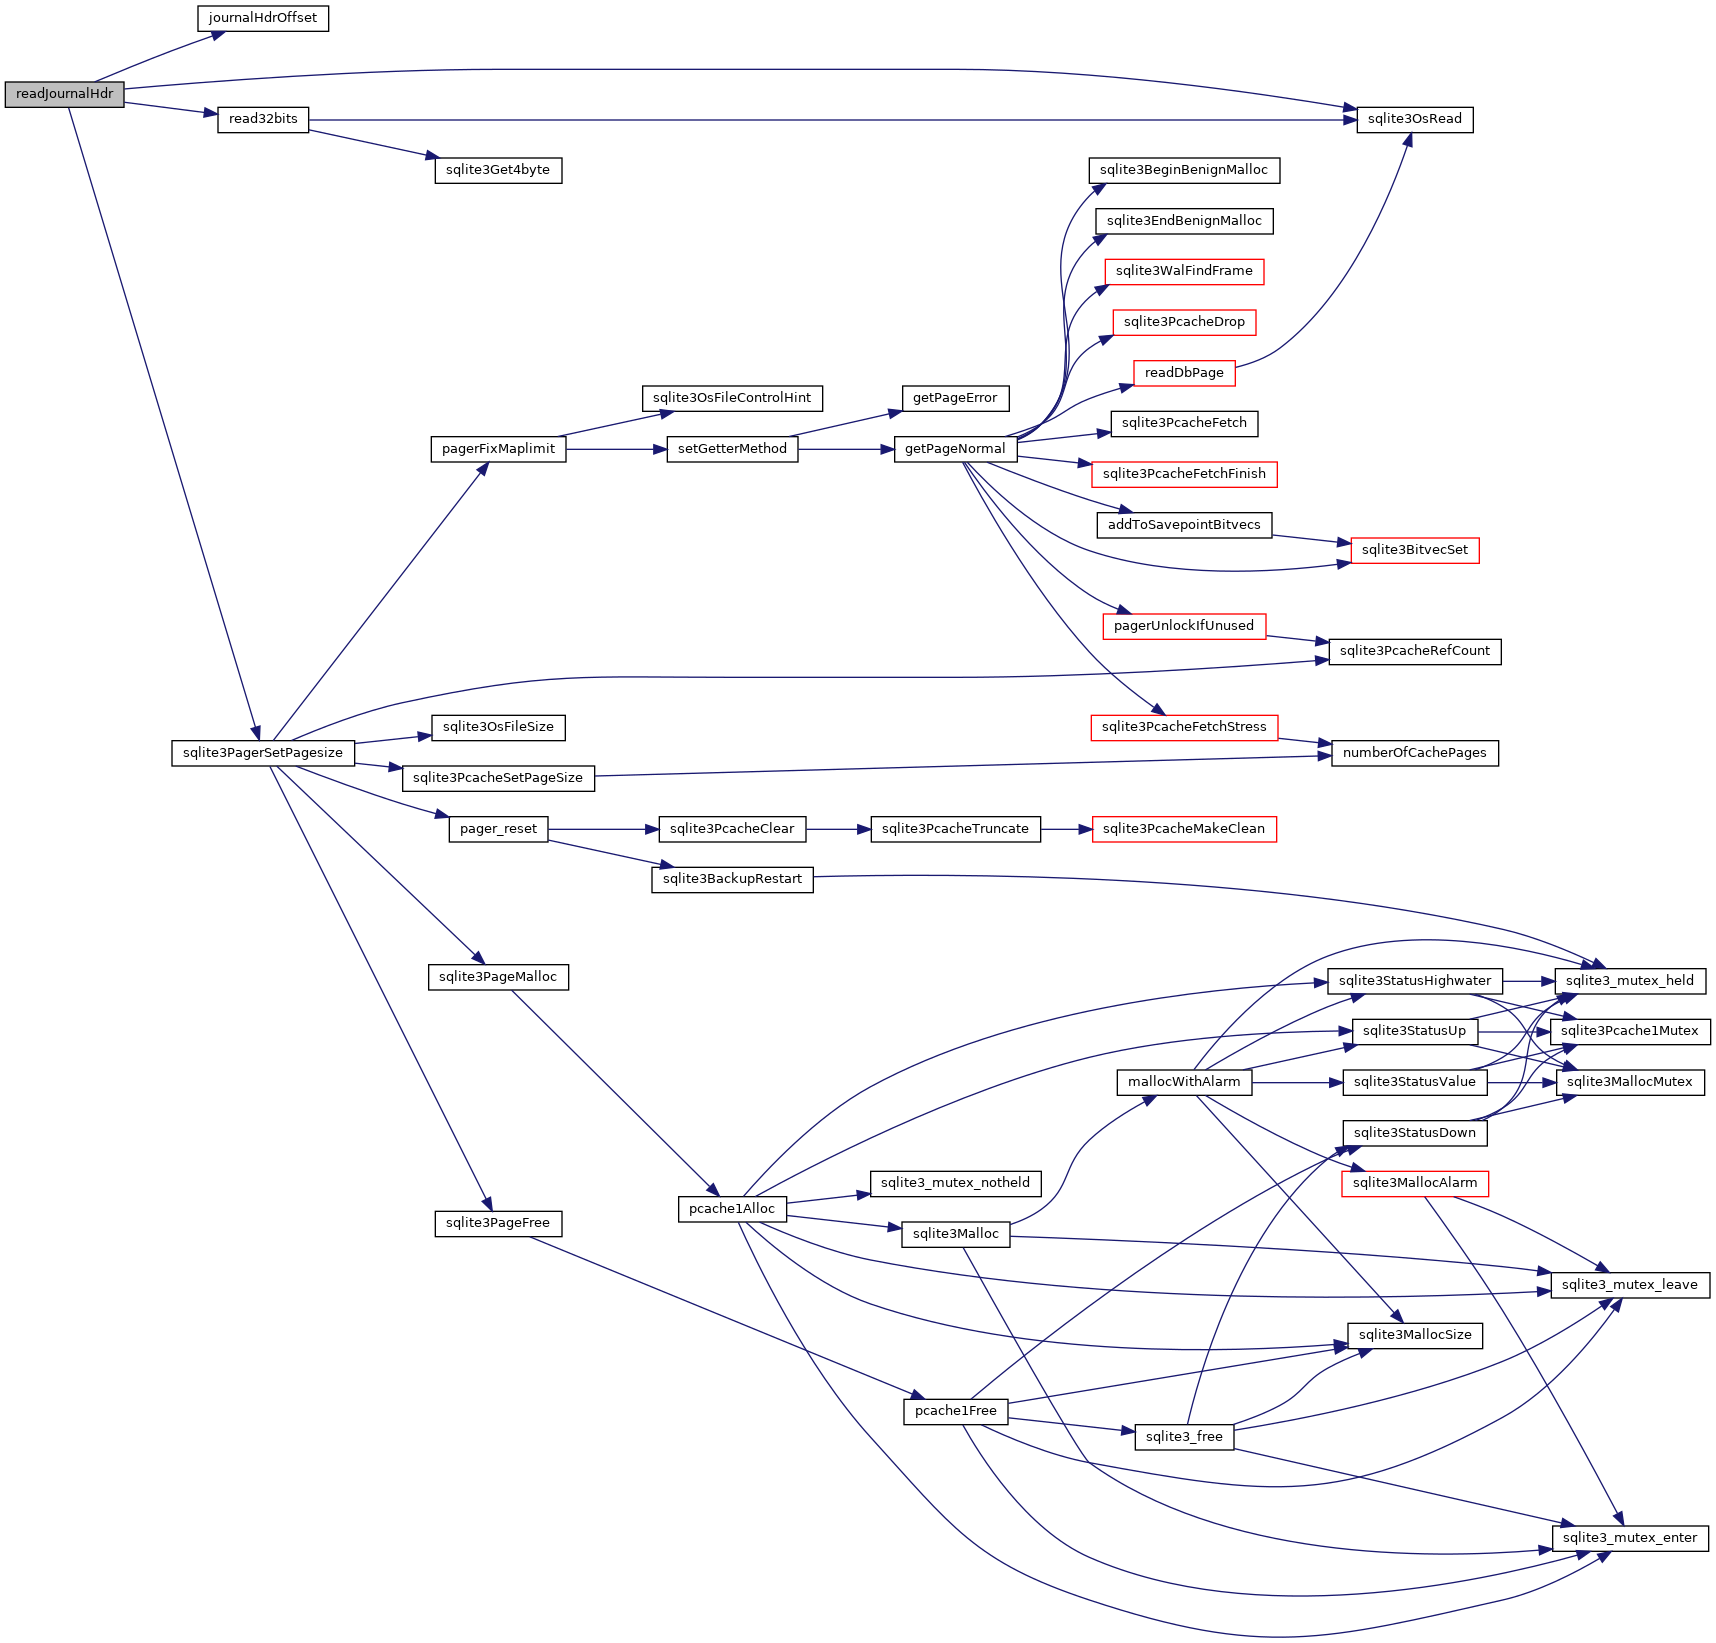 journalHdrOffset
readJournalHdr
read32bits
sqlite3OsRead
sqlite3Get4byte
sqlite3BeginBenignMalloc
sqlite3EndBenignMalloc
sqlite3WalFindFrame
sqlite3PcacheDrop
readDbPage
sqlite3OsFileControlHint
getPageError
sqlite3PcacheFetch
pagerFixMaplimit
setGetterMethod
getPageNormal
sqlite3PcacheFetchFinish
addToSavepointBitvecs
sqlite3BitvecSet
pagerUnlockIfUnused
sqlite3PcacheRefCount
sqlite3OsFileSize
sqlite3PcacheFetchStress
sqlite3PagerSetPagesize
numberOfCachePages
sqlite3PcacheSetPageSize
pager_reset
sqlite3PcacheClear
sqlite3PcacheTruncate
sqlite3PcacheMakeClean
sqlite3BackupRestart
sqlite3PageMalloc
sqlite3StatusHighwater
sqlite3_mutex_held
sqlite3StatusUp
sqlite3Pcache1Mutex
mallocWithAlarm
sqlite3StatusValue
sqlite3MallocMutex
sqlite3StatusDown
sqlite3_mutex_notheld
sqlite3MallocAlarm
pcache1Alloc
sqlite3PageFree
sqlite3Malloc
sqlite3_mutex_leave
sqlite3MallocSize
pcache1Free
sqlite3_free
sqlite3_mutex_enter